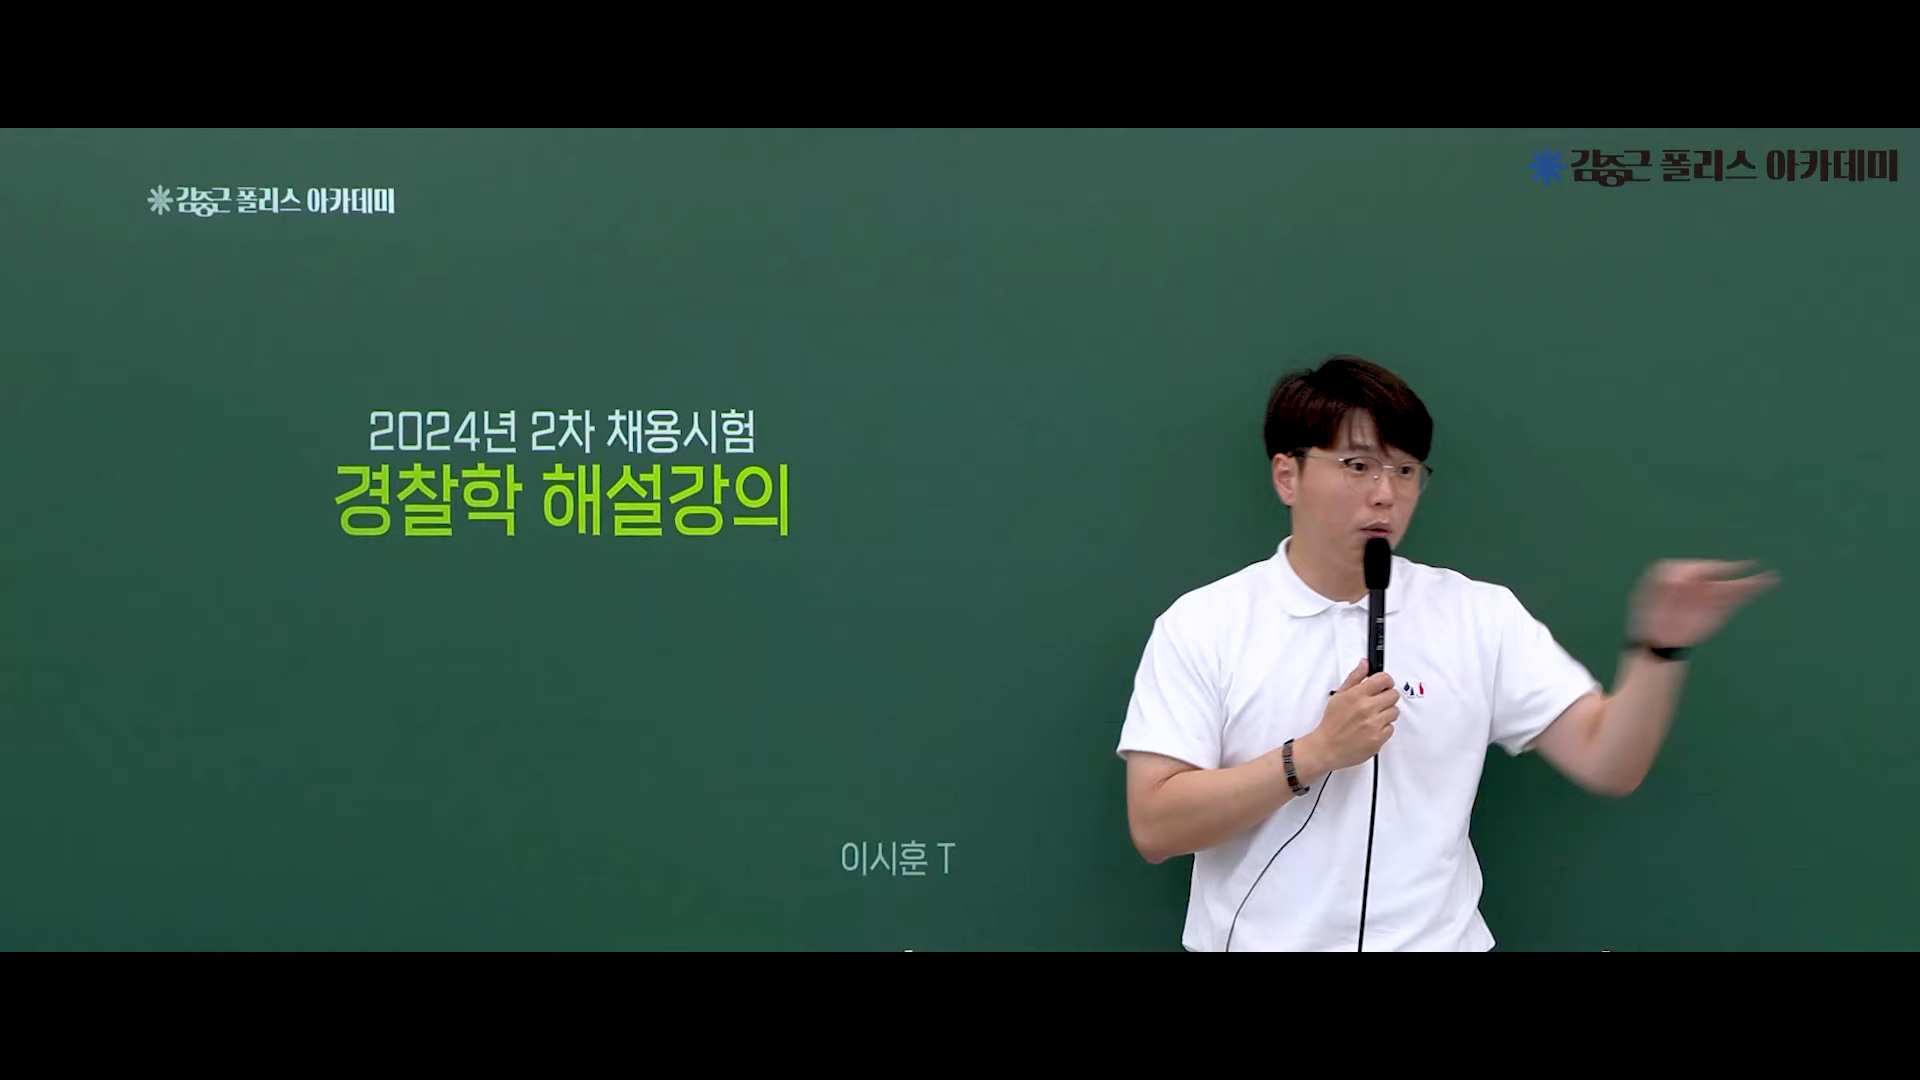 김중근 폴리스 아카데미
김중근 폴리스 아카데미
2024년 2차 채용시험
경찰학 해설강의
이시훈 T